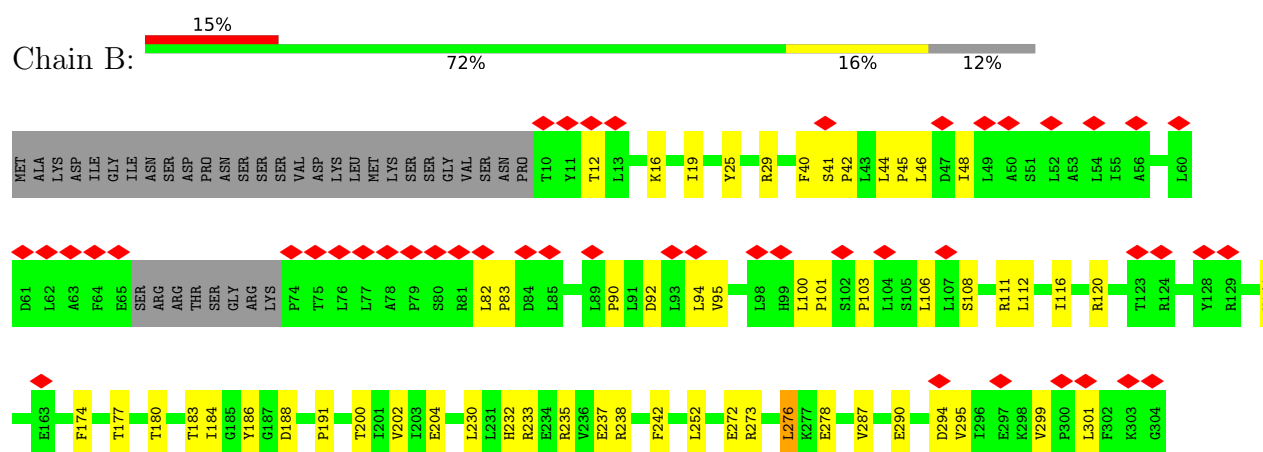 15%
Chain B:
72% 16% 12%
MET ALA LYS ASP ILE GLY ILE ASN SER ASP PRO ASN SER SER SER VAL ASP LYS LEU MET LYS SER SER GLY VAL SER ASN PRO T10 Y11 T12 L13 K16 I19 Y25 R29 F40 S41 P42 L43 L44 P45 L46 D47 I48 L49 A50 S51 L52 A53 L54 I55 A56 L60
D61 L62 A63 F64 E65 SER ARG ARG THR SER GLY ARG LYS P74 T75 L76 L77 A78 P79 S80 R81 L82 P83 D84 L85 L89 P90 L91 D92 L93 L94 V95 L98 H99 L100 P101 S102 P103 L104 S105 L106 L107 S108 R111 L112 I116 R120 T123 R124 Y128 R129
E163 F174 T177 T180 T183 I184 G185 Y186 G187 D188 P191 T200 I201 V202 I203 E204 L230 L231 H232 R233 E234 R235 V236 E237 R238 F242 L252 E272 R273 L276 K277 E278 V287 E290 D294 V295 I296 E297 K298 V299 P300 L301 F302 K303 G304